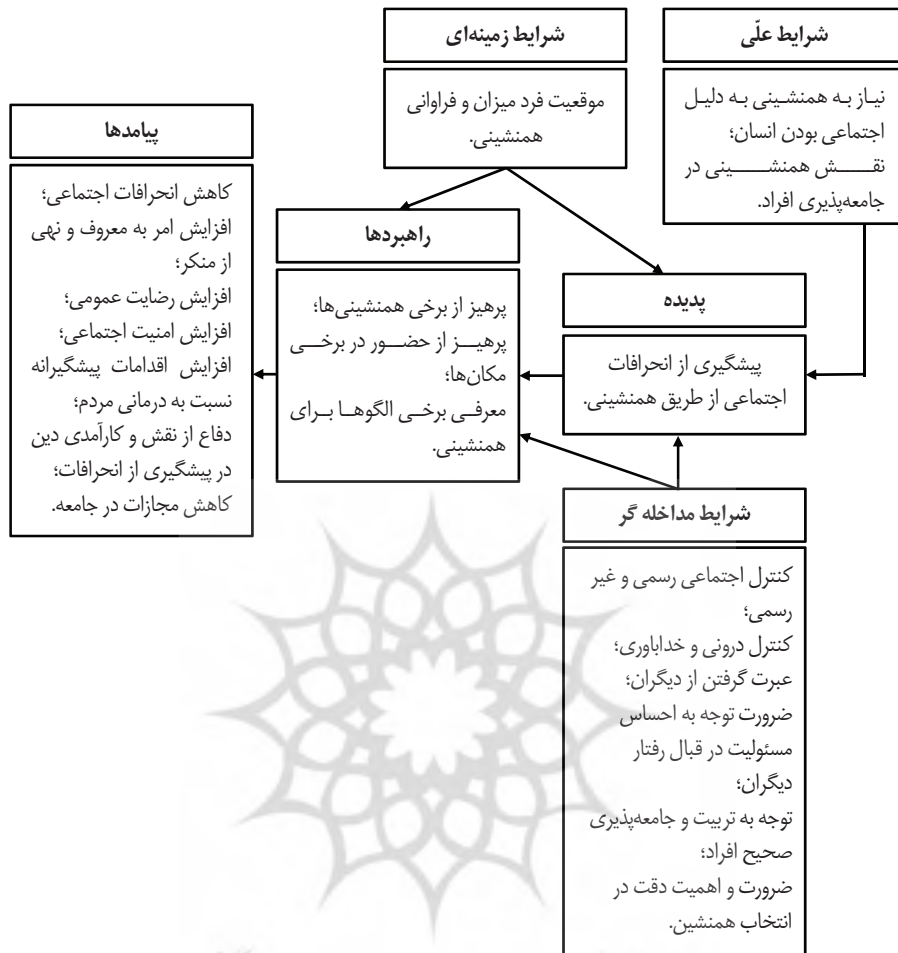 شرایط علّی
نیاز به همنشینی به دلیل
اجتماعی بودن انسان؛
نقش همنشینی در
جامعه‌پذیری افراد.
شرایط زمینه‌ای
موقعیت فرد میزان و فراوانی
همنشینی.
پدیده
پیشگیری از انحرافات
اجتماعی از طریق همنشینی.
راهبردها
پرهیز از برخی همنشینی‌ها؛
پرهیز از حضور در برخی
مکان‌ها؛
معرفی برخی الگوها برای
همنشینی.
پیامدها
کاهش انحرافات اجتماعی؛
افزایش امر به معروف و نهی
از منکر؛
افزایش رضایت عمومی؛
افزایش امنیت اجتماعی؛
افزایش اقدامات پیشگیرانه
نسبت به درمانی مردم؛
دفاع از نقش و کارآمدی دین
در پیشگیری از انحرافات؛
کاهش مجازات در جامعه.
شرایط مداخله گر
کنترل اجتماعی رسمی و غیر
رسمی؛
کنترل درونی و خداباوری؛
عبرت گرفتن از دیگران؛
ضرورت توجه به احساس
مسئولیت در قبال رفتار
دیگران؛
توجه به تربیت و جامعه‌پذیری
صحیح افراد؛
ضرورت و اهمیت دقت در
انتخاب همنشین.